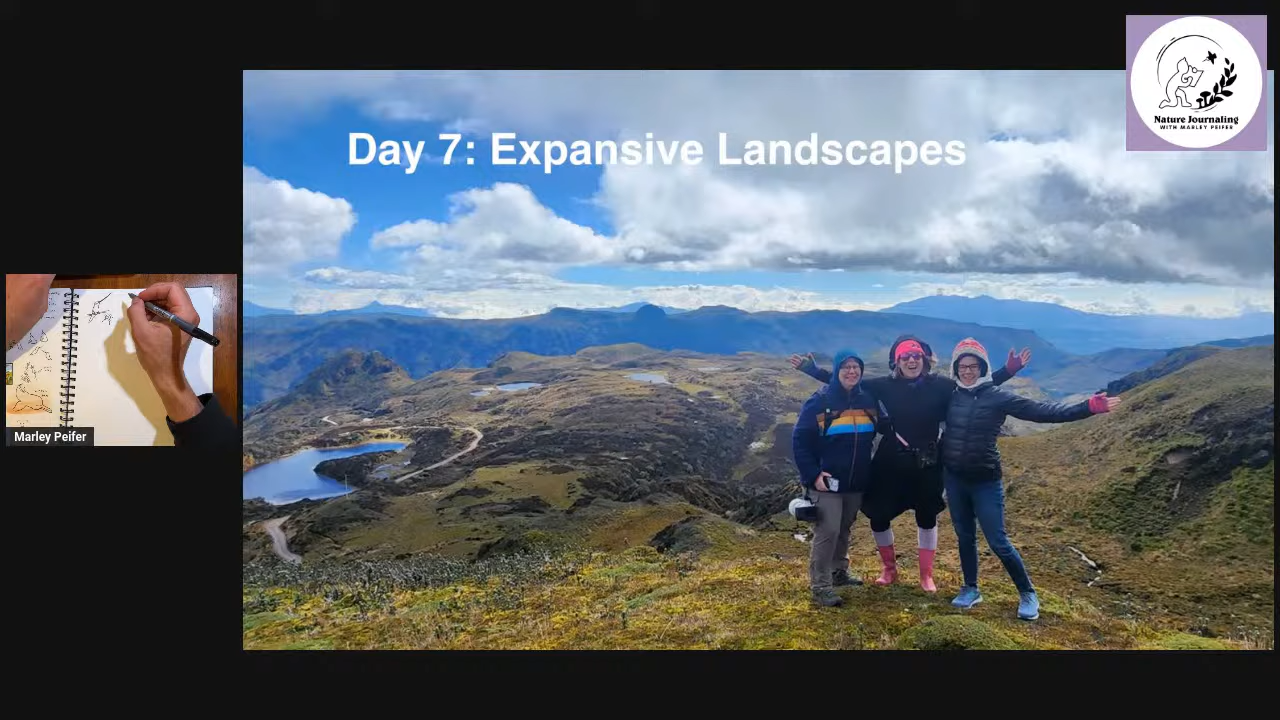 Day 7: Expansive Landscapes
Nature Journaling
WITH MARLEY PEIFER
Marley Peifer